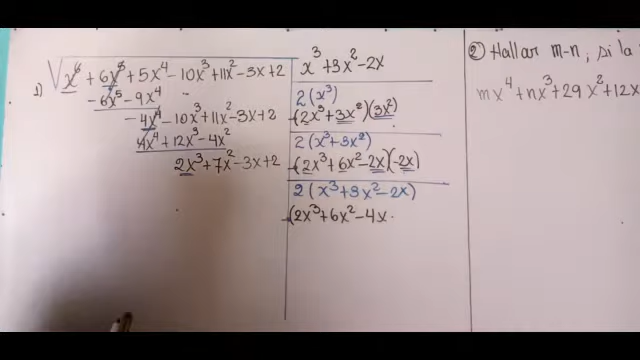 1) √x⁶ + 6x⁵ + 5x⁴ - 10x³ + 11x² - 3x + 2
x³ + 3x² - 2x
- 6x⁵ - 9x⁴
2(x³)
-(2x³ + 3x²)(3x²)
- 4x⁴ - 10x³ + 11x² - 3x + 2
2(x³ + 3x²)
4x⁴ + 12x³ - 4x²
-(2x³ + 6x² - 2x)(-2x)
2x³ + 7x² - 3x + 2
2(x³ + 3x² - 2x)
-(2x³ + 6x² - 4x
② Hallar m-n, si la
mx⁴ + nx³ + 29x² + 12x